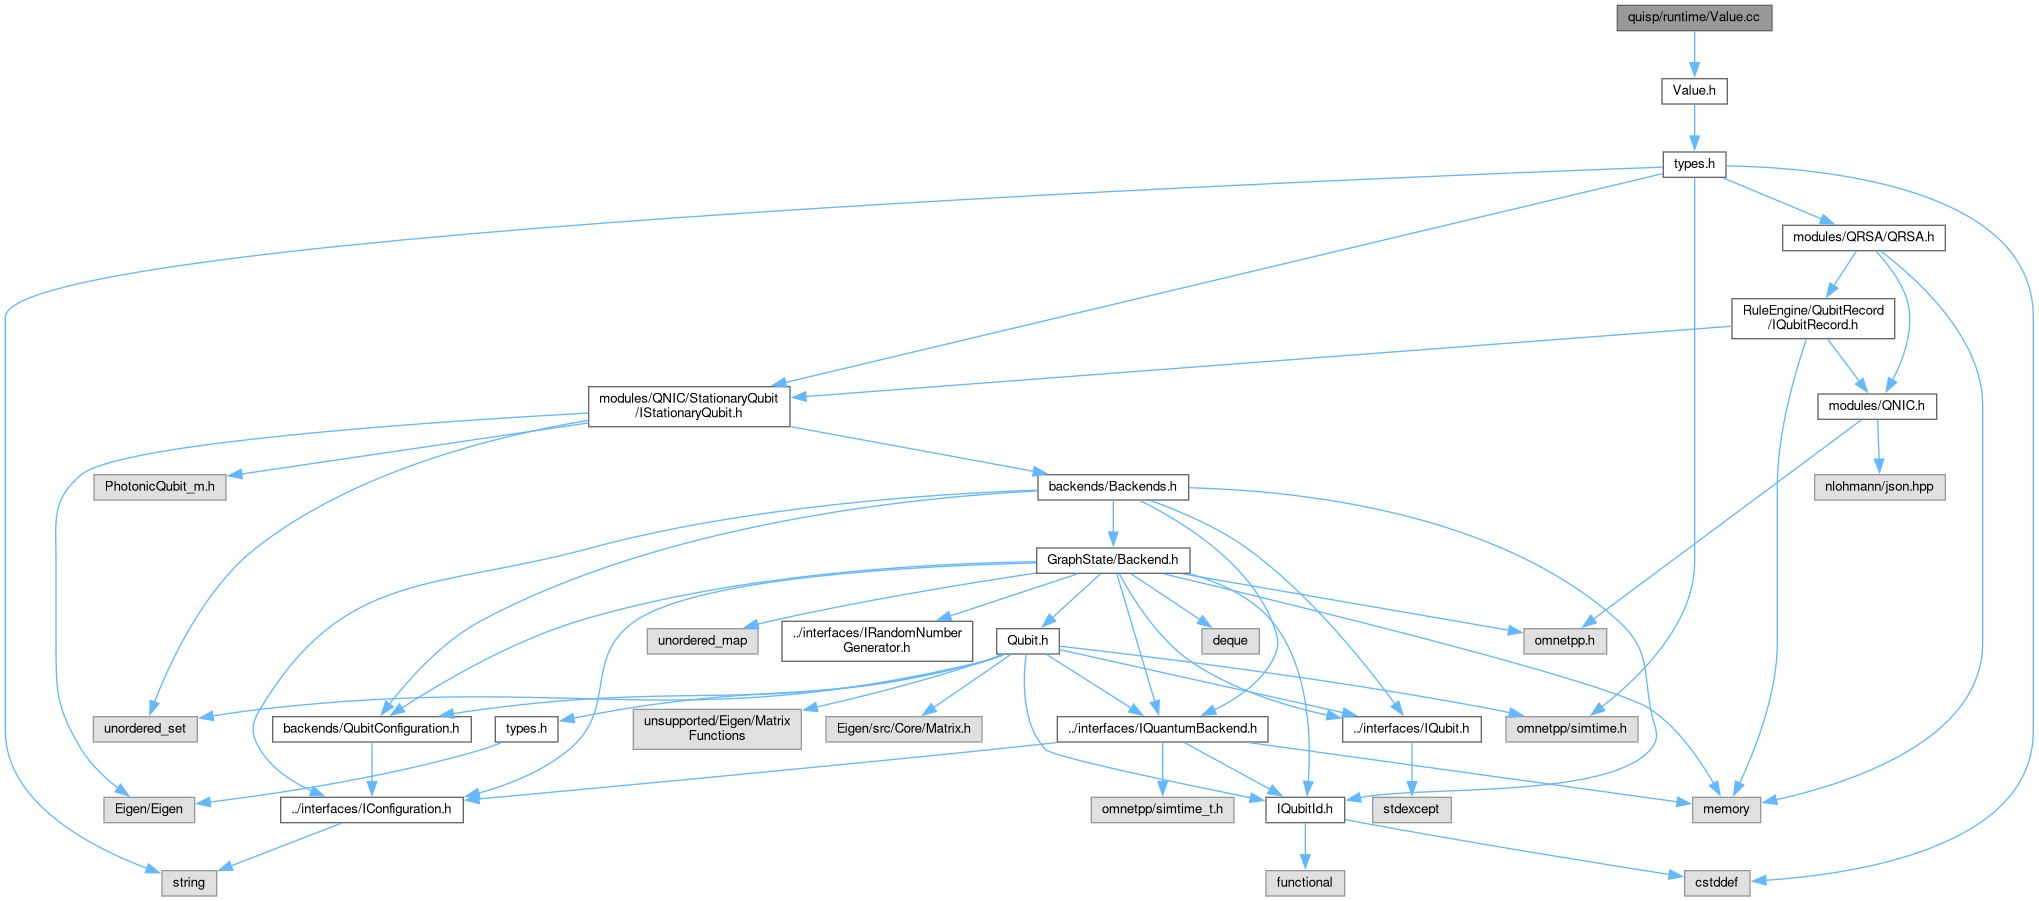 quisp/runtime/Value.cc
Value.h
types.h
modules/QRSA/QRSA.h
RuleEngine/QubitRecord
/IQubitRecord.h
modules/QNIC/StationaryQubit
/IStationaryQubit.h
modules/QNIC.h
PhotonicQubit_m.h
backends/Backends.h
nlohmann/json.hpp
GraphState/Backend.h
unordered_map
../interfaces/IRandomNumber
Generator.h
Qubit.h
deque
omnetpp.h
unordered_set
backends/QubitConfiguration.h
types.h
unsupported/Eigen/Matrix
Functions
Eigen/src/Core/Matrix.h
../interfaces/IQuantumBackend.h
../interfaces/IQubit.h
omnetpp/simtime.h
Eigen/Eigen
../interfaces/IConfiguration.h
omnetpp/simtime_t.h
IQubitId.h
stdexcept
memory
string
functional
cstddef